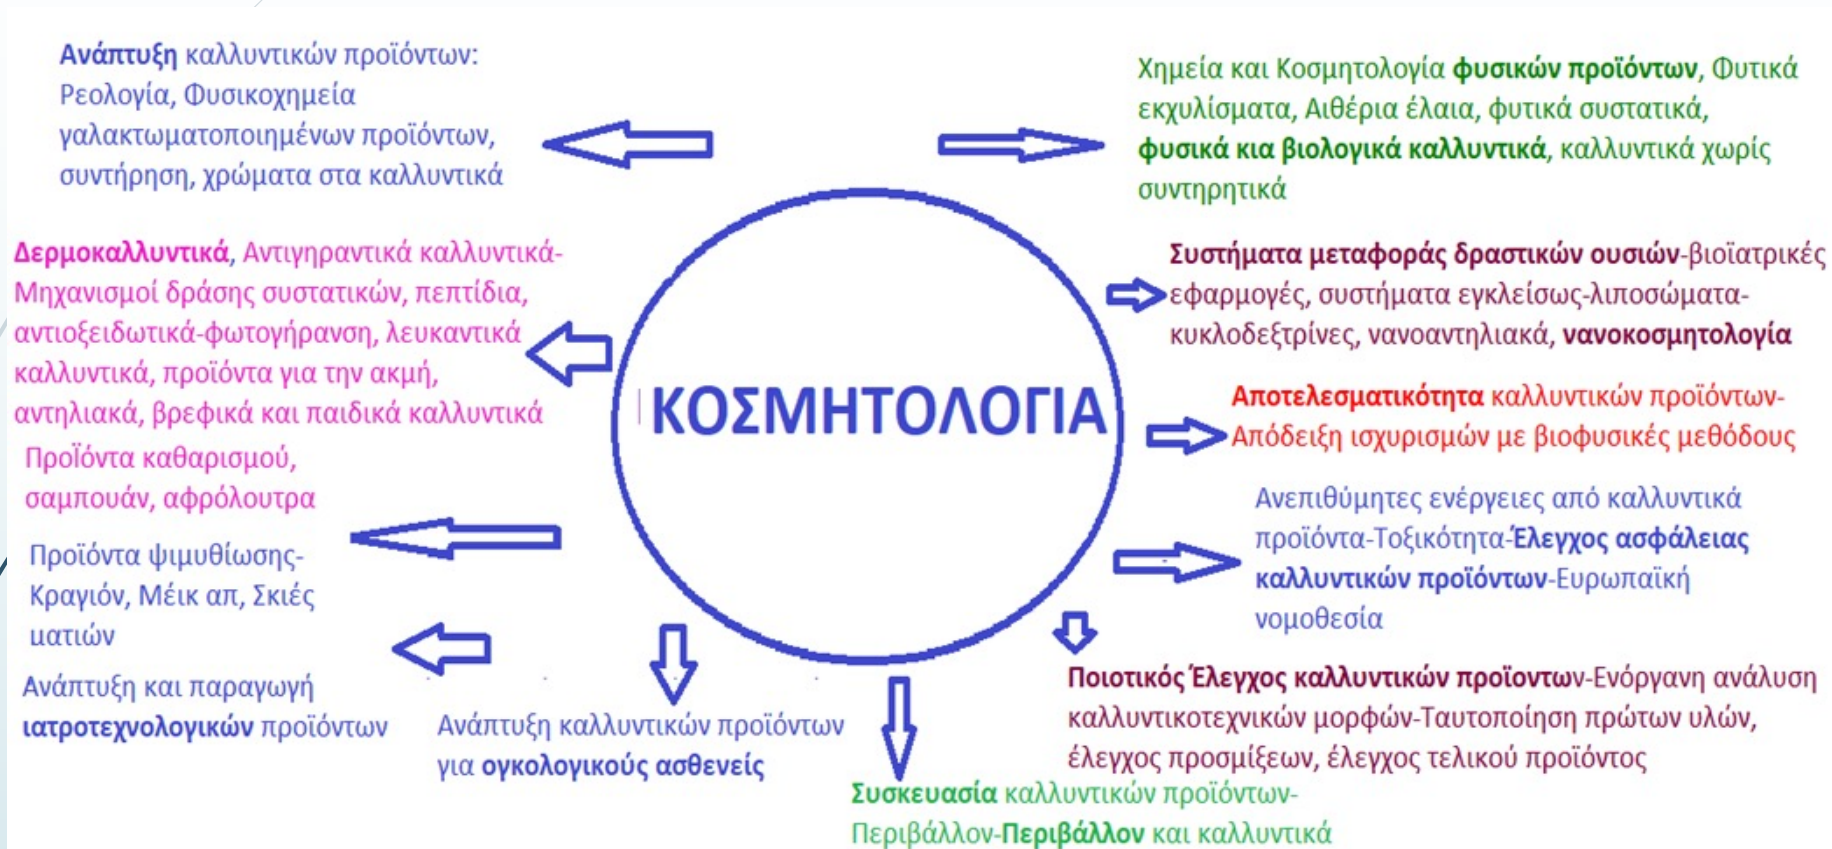 Ανάπτυξη καλλυντικών προϊόντων:
Ρεολογία, Φυσικοχημεία
γαλακτωματοποιημένων προϊόντων,
συντήρηση, χρώματα στα καλλυντικά
Χημεία και Κοσμητολογία φυσικών προϊόντων, Φυτικά
εκχυλίσματα, Αιθέρια έλαια, φυτικά συστατικά,
φυσικά κια βιολογικά καλλυντικά, καλλυντικά χωρίς
συντηρητικά
Δερμοκαλλυντικά, Αντιγηραντικά καλλυντικά-
Μηχανισμοί δράσης συστατικών, πεπτίδια,
αντιοξειδωτικά-φωτογήρανση, λευκαντικά
καλλυντικά, προϊόντα για την ακμή,
αντηλιακά, βρεφικά και παιδικά καλλυντικά
Συστήματα μεταφοράς δραστικών ουσιών-βιοϊατρικές
εφαρμογές, συστήματα εγκλείσως-λιποσώματα-
κυκλοδεξτρίνες, νανοαντηλιακά, νανοκοσμητολογία
ΚΟΣΜΗΤΟΛΟΓΙΑ
Αποτελεσματικότητα καλλυντικών προϊόντων-
Απόδειξη ισχυρισμών με βιοφυσικές μεθόδους
Προϊόντα καθαρισμού,
σαμπουάν, αφρόλουτρα
Ανεπιθύμητες ενέργειες από καλλυντικά
προϊόντα-Τοξικότητα-Έλεγχος ασφάλειας
καλλυντικών προϊόντων-Ευρωπαϊκή
νομοθεσία
Προϊόντα ψιμυθίωσης-
Κραγιόν, Μέικ απ, Σκιές
ματιών
Ανάπτυξη και παραγωγή
ιατροτεχνολογικών προϊόντων
Ανάπτυξη καλλυντικών προϊόντων
για ογκολογικούς ασθενείς
Ποιοτικός Έλεγχος καλλυντικών προϊοντων-Ενόργανη ανάλυση
καλλυντικοτεχνικών μορφών-Ταυτοποίηση πρώτων υλών,
έλεγχος προσμίξεων, έλεγχος τελικού προϊόντος
Συσκευασία καλλυντικών προϊόντων-
Περιβάλλον-Περιβάλλον και καλλυντικά